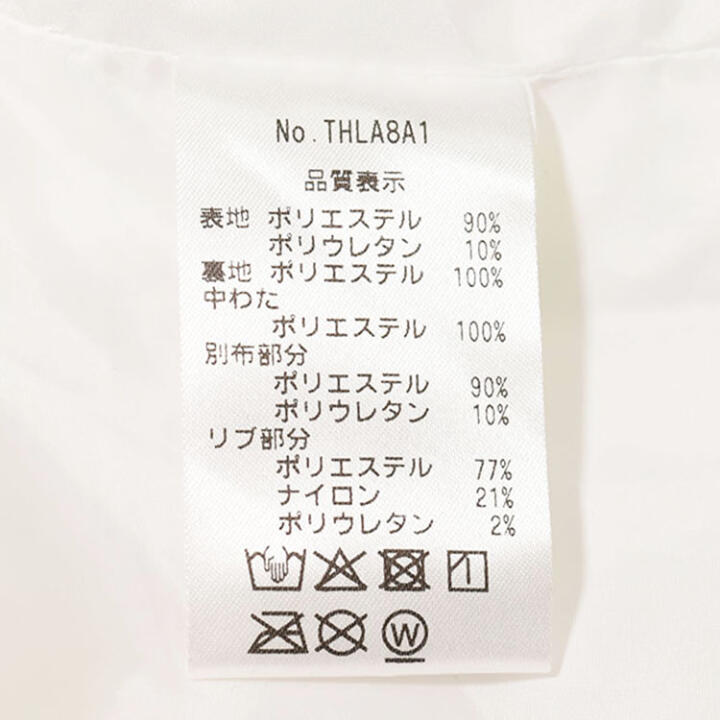 No.THLA8A1
品質表示
表地 ポリエステル 90%
ポリウレタン 10%
裏地 ポリエステル 100%
中わた
ポリエステル 100%
別布部分
ポリエステル 90%
ポリウレタン 10%
リブ部分
ポリエステル 77%
ナイロン 21%
ポリウレタン 2%
W